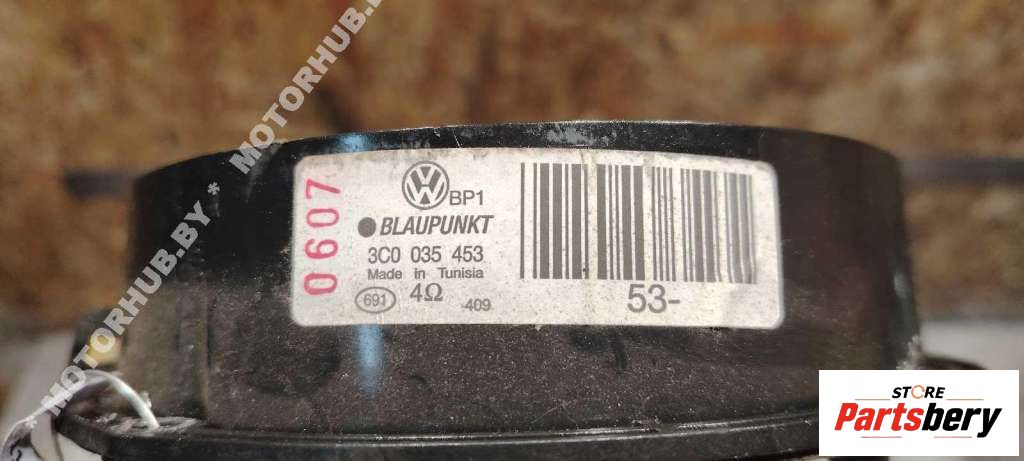 MOTORHUB.BY* MOTORHUB.BY
0607
VW BP1
BLAUPUNKT
3C0 035 453
Made in Tunisia
691 4Ω 409
53-
STORE
Partsbery